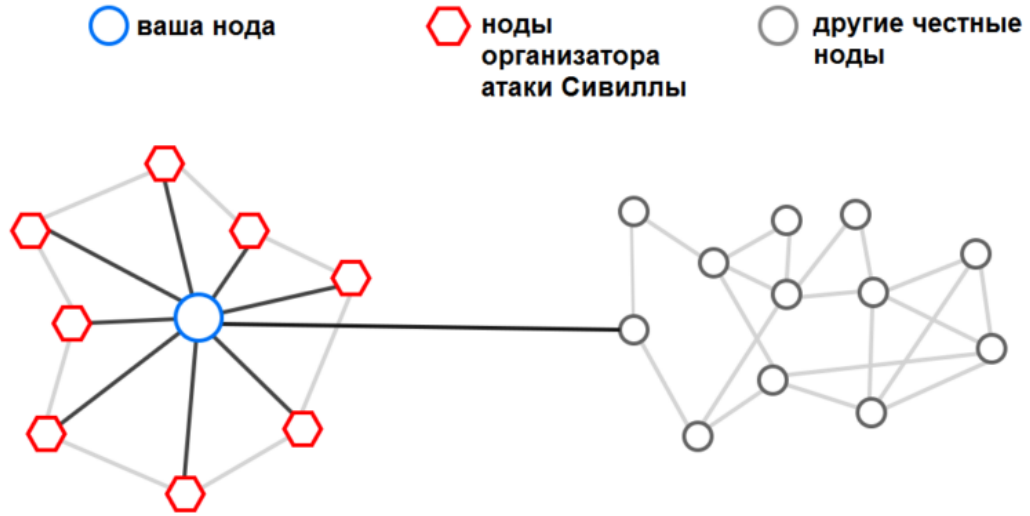 ваша нода
ноды
организатора
атаки Сивиллы
другие честные
ноды